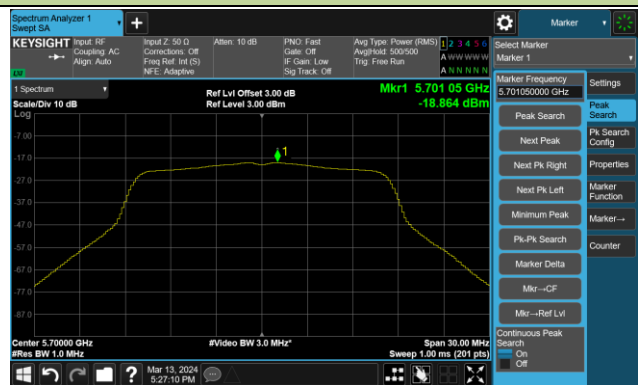 Spectrum Analyzer 1
Swept SA
Marker
KEYSIGHT
Input: RF
Coupling: AC
Align: Auto
Input Z: 50 Ω
Corrections: Off
Freq Ref: Int (S)
NFE: Adaptive
Atten: 10 dB
PNO: Fast
Gate: Off
IF Gain: Low
Sig Track: Off
Avg Type: Power (RMS)
Avg|Hold: 500/500
Trig: Free Run
1 2 3 4 5 6
A W W W W W
A N N N N N
Select Marker
Marker 1
LXI
1 Spectrum
Scale/Div 10 dB
Log
Ref Lvl Offset 3.00 dB
Ref Level 3.00 dBm
Mkr1 5.701 05 GHz
-18.864 dBm
1
-7.00
-17.0
-27.0
-37.0
-47.0
-57.0
-67.0
-77.0
-87.0
Center 5.70000 GHz
#Res BW 1.0 MHz
#Video BW 3.0 MHz*
Span 30.00 MHz
Sweep 1.00 ms (201 pts)
Marker Frequency
5.701050000 GHz
Peak Search
Next Peak
Next Pk Right
Next Pk Left
Minimum Peak
Pk-Pk Search
Marker Delta
Mkr→CF
Mkr→Ref Lvl
Continuous Peak
Search
On
Off
Settings
Peak
Search
Pk Search
Config
Properties
Marker
Function
Marker→
Counter
?
Mar 13, 2024
5:27:10 PM